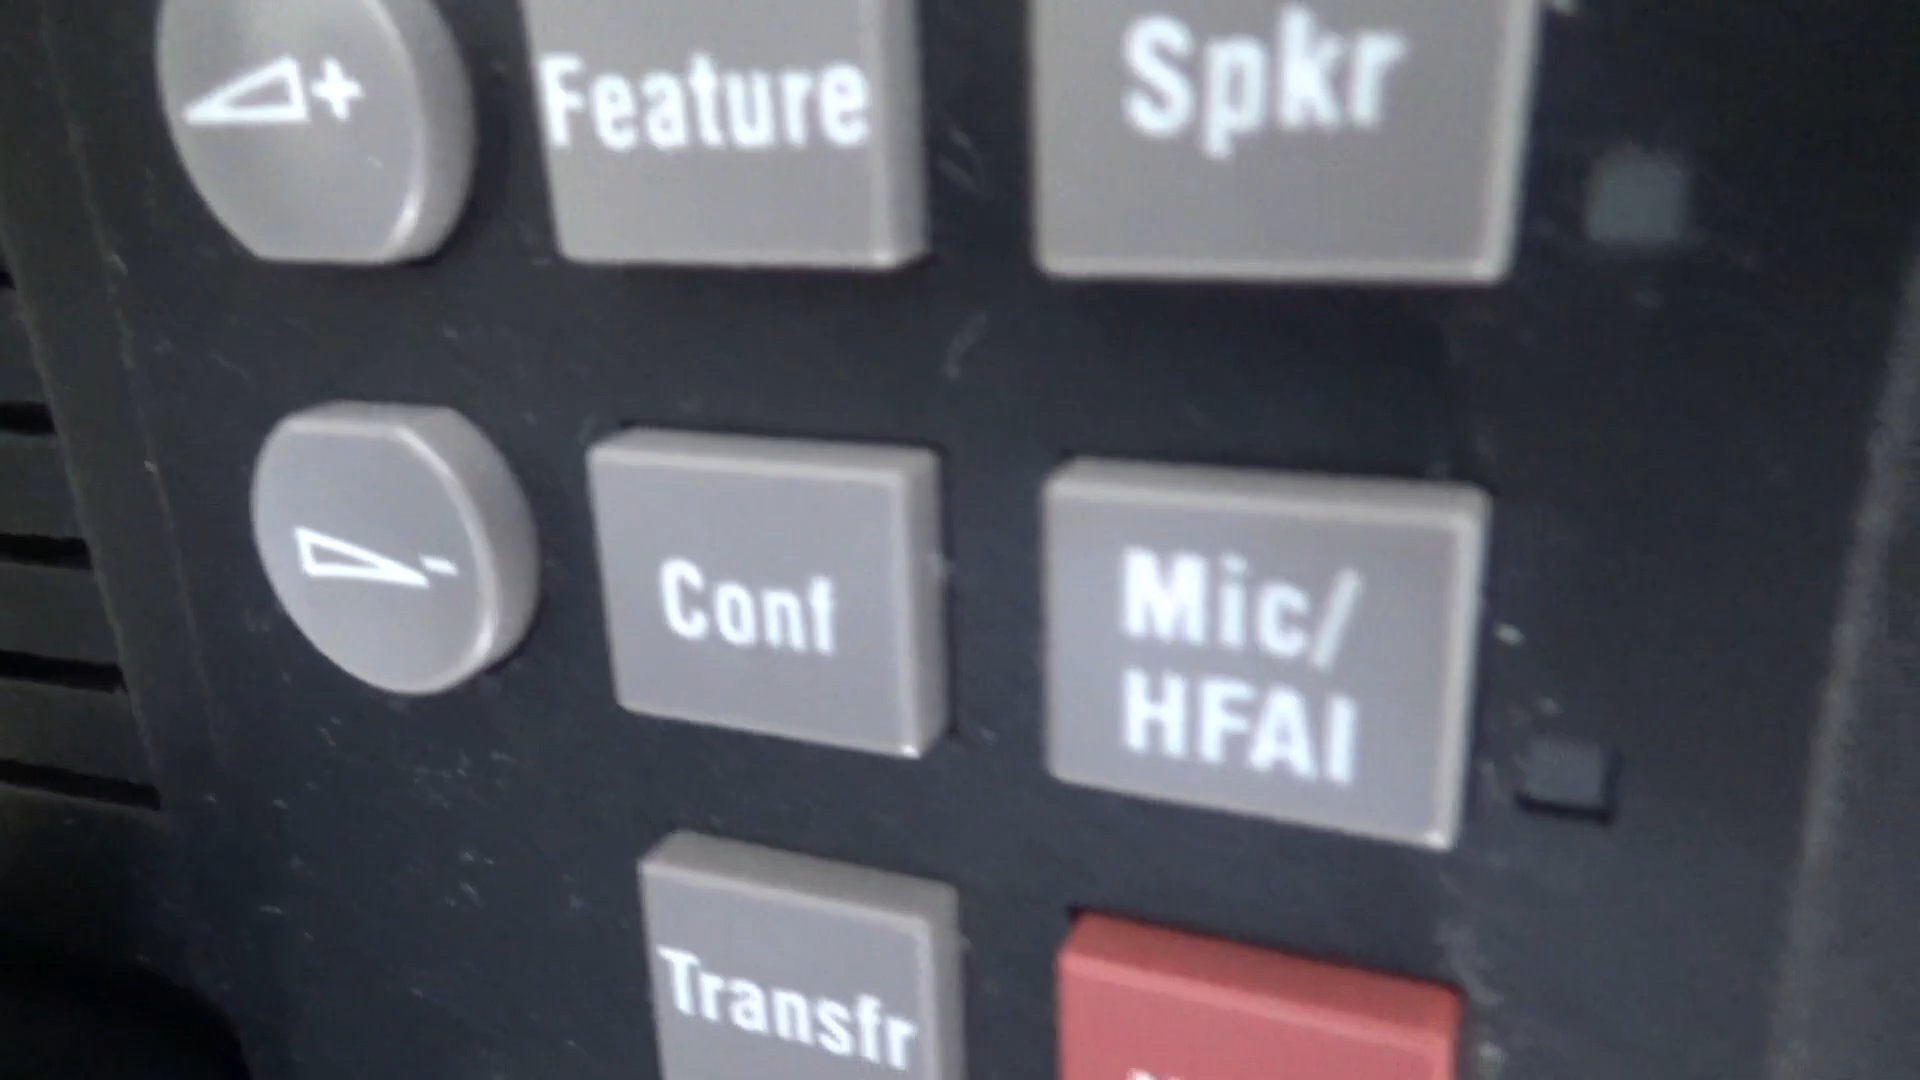 +
Feature
Spkr
-
Conf
Mic/
HFAI
Transfr